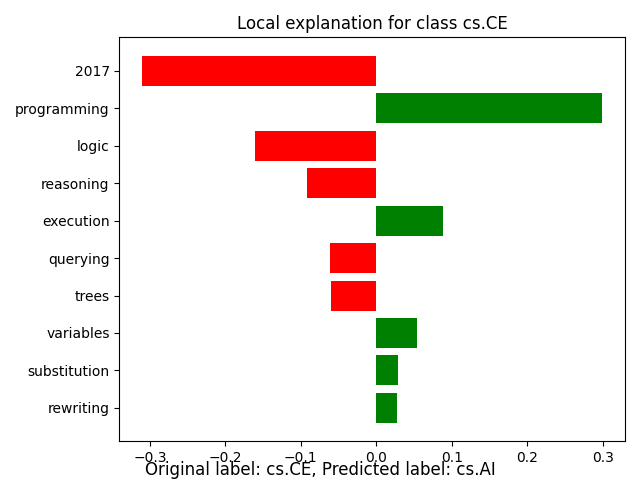 Local explanation for class cs.CE
2017
programming
logic
reasoning
execution
querying
trees
variables
substitution
rewriting
−0.3 −0.2 −0.1 0.0 0.1 0.2 0.3
Original label: cs.CE, Predicted label: cs.AI